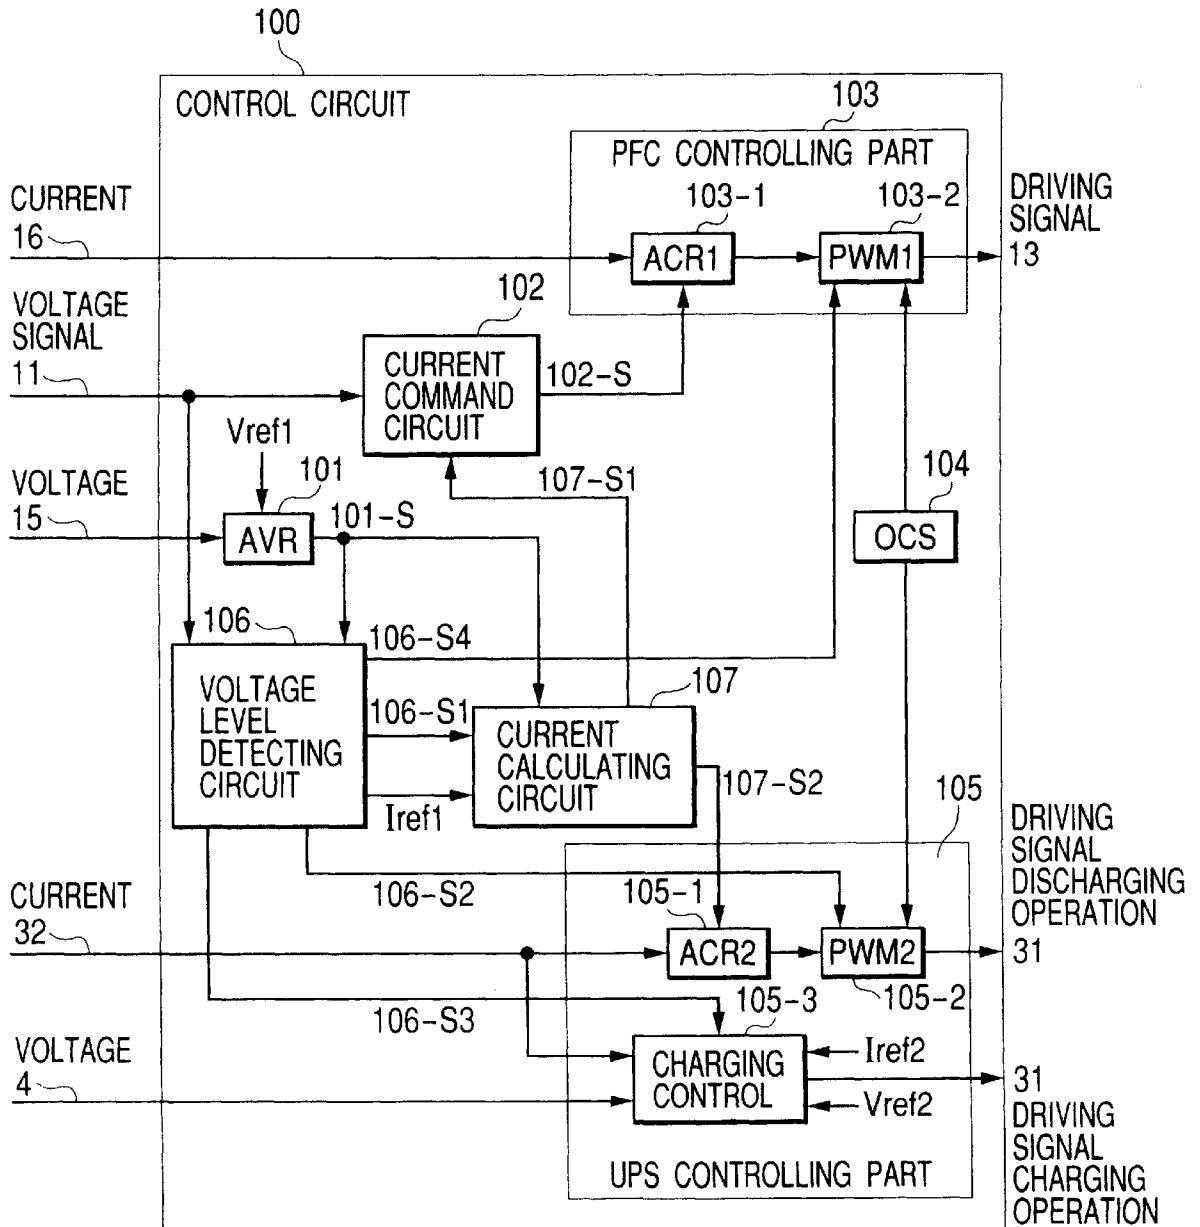 100
CONTROL CIRCUIT
103
PFC CONTROLLING PART
CURRENT
16
103-1
103-2
ACR1
PWM1
DRIVING
SIGNAL
13
VOLTAGE
SIGNAL
11
102
CURRENT
COMMAND
CIRCUIT
102-S
Vref1
VOLTAGE
15
101
AVR
101-S
107-S1
104
OCS
106
106-S4
VOLTAGE
LEVEL
DETECTING
CIRCUIT
106-S1
Iref1
107
CURRENT
CALCULATING
CIRCUIT
107-S2
105
DRIVING
SIGNAL
DISCHARGING
OPERATION
31
CURRENT
32
106-S2
105-1
ACR2
PWM2
105-2
106-S3
105-3
VOLTAGE
4
CHARGING
CONTROL
Iref2
Vref2
31
DRIVING
SIGNAL
CHARGING
OPERATION
UPS CONTROLLING PART